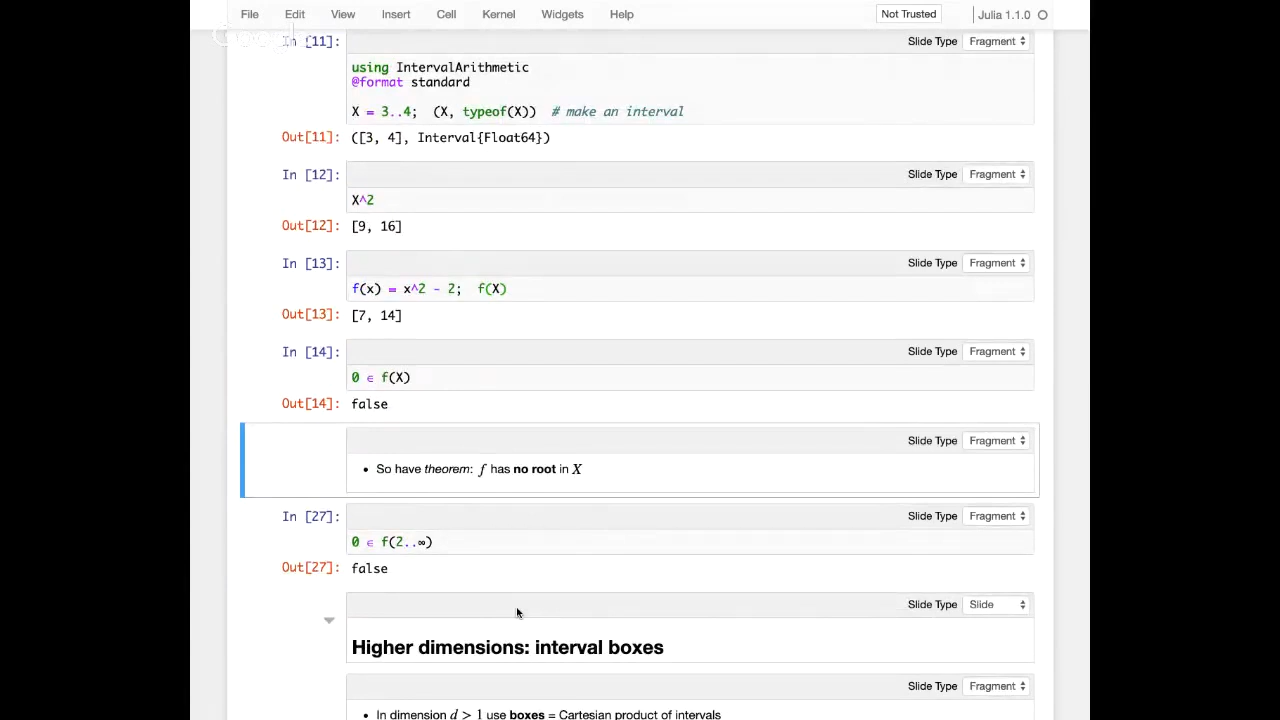 File Edit View Insert Cell Kernel Widgets Help Not Trusted Julia 1.1.0
In [11]: Slide Type Fragment
using IntervalArithmetic
@format standard
X = 3..4; (X, typeof(X)) # make an interval
Out[11]: ([3, 4], Interval{Float64})
In [12]: Slide Type Fragment
X^2
Out[12]: [9, 16]
In [13]: Slide Type Fragment
f(x) = x^2 - 2; f(X)
Out[13]: [7, 14]
In [14]: Slide Type Fragment
0 ∈ f(X)
Out[14]: false
Slide Type Fragment
• So have theorem: f has no root in X
In [27]: Slide Type Fragment
0 ∈ f(2..∞)
Out[27]: false
Slide Type Slide
Higher dimensions: interval boxes
Slide Type Fragment
• In dimension d > 1 use boxes = Cartesian product of intervals